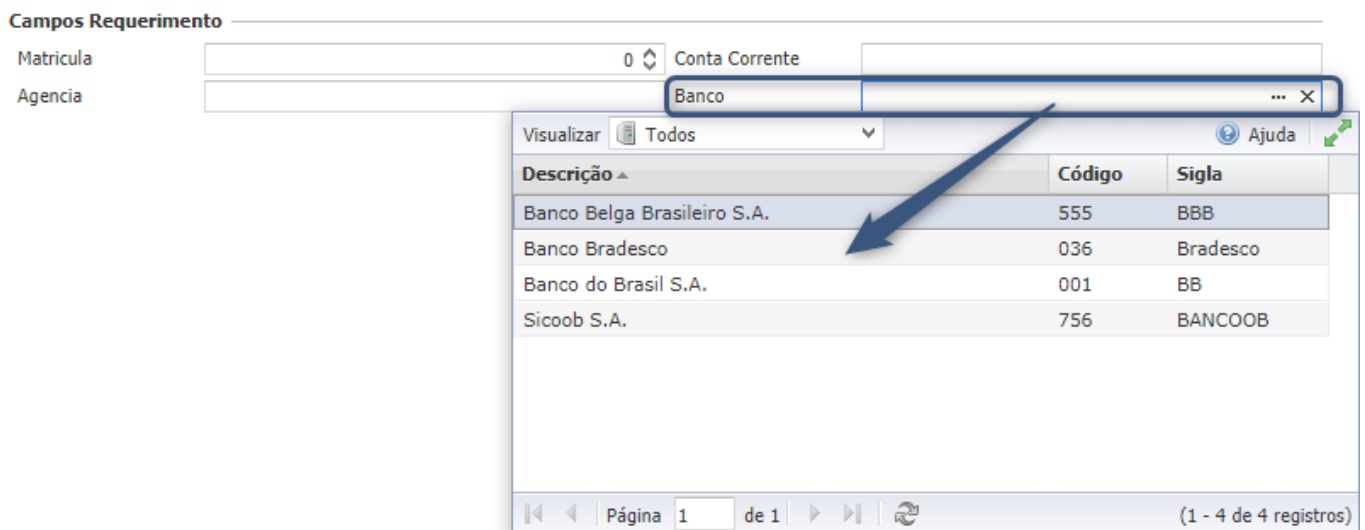 Campos Requerimento
Matricula 0 Conta Corrente
Agencia Banco
Visualizar Todos Ajuda
Descrição Código Sigla
Banco Belga Brasileiro S.A. 555 BBB
Banco Bradesco 036 Bradesco
Banco do Brasil S.A. 001 BB
Sicoob S.A. 756 BANCOOB
Página 1 de 1 (1 - 4 de 4 registros)